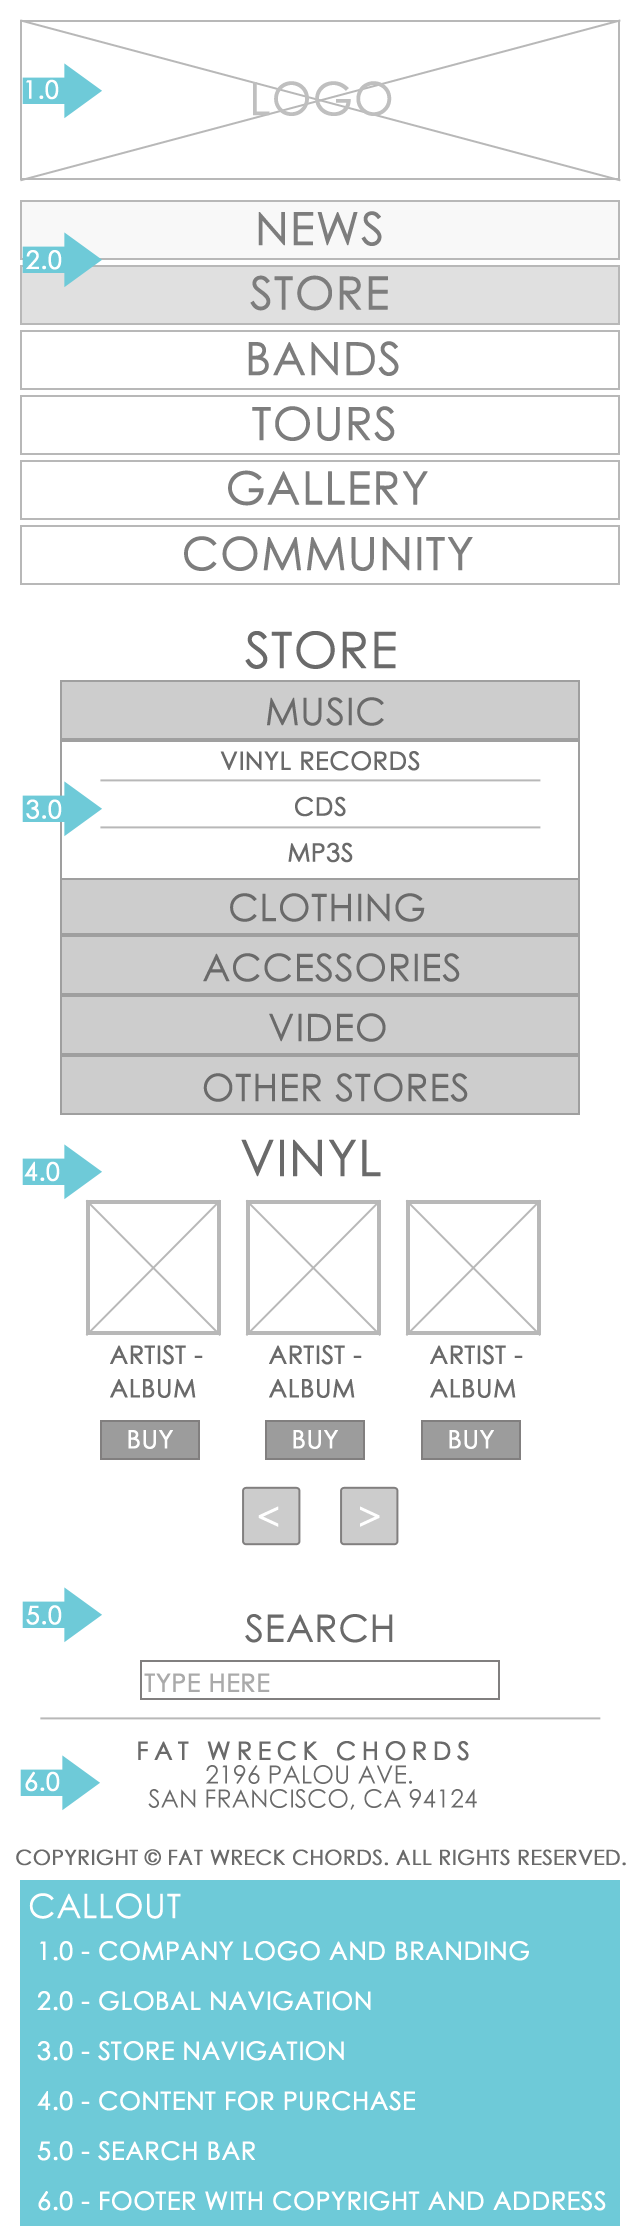 1.0
LOGO
NEWS
2.0
STORE
BANDS
TOURS
GALLERY
COMMUNITY
STORE
MUSIC
VINYL RECORDS
3.0
CDS
MP3S
CLOTHING
ACCESSORIES
VIDEO
OTHER STORES
4.0
VINYL
ARTIST - ARTIST - ARTIST -
ALBUM ALBUM ALBUM
BUY BUY BUY
< >
5.0
SEARCH
TYPE HERE
FAT WRECK CHORDS
6.0
2196 PALOU AVE.
SAN FRANCISCO, CA 94124
COPYRIGHT © FAT WRECK CHORDS. ALL RIGHTS RESERVED.
CALLOUT
1.0 - COMPANY LOGO AND BRANDING
2.0 - GLOBAL NAVIGATION
3.0 - STORE NAVIGATION
4.0 - CONTENT FOR PURCHASE
5.0 - SEARCH BAR
6.0 - FOOTER WITH COPYRIGHT AND ADDRESS